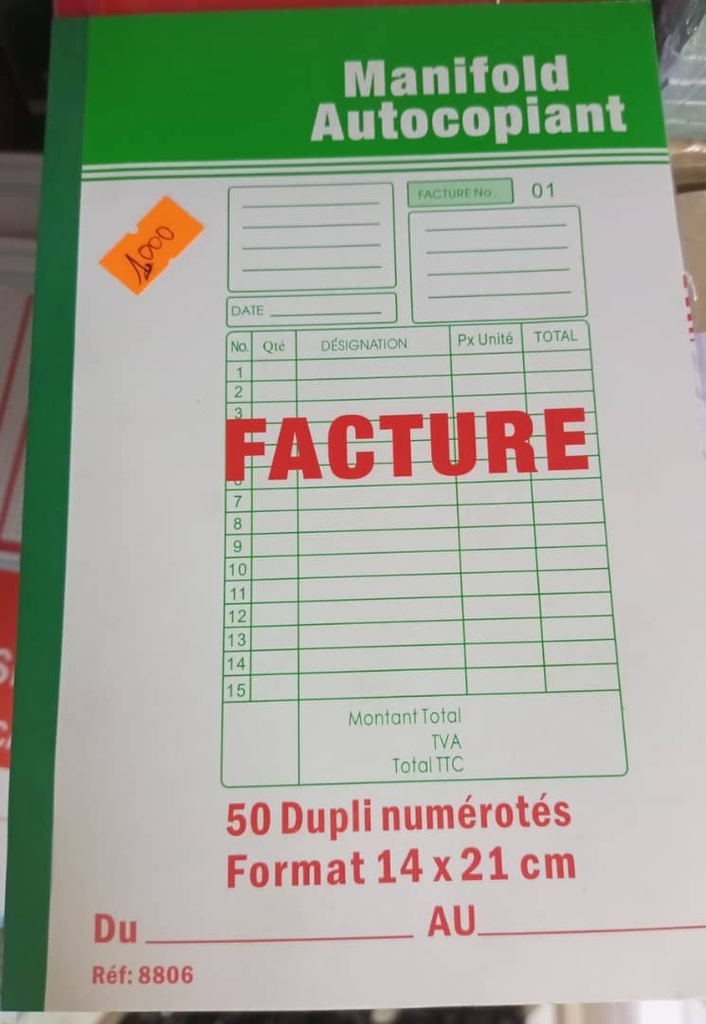 Manifold
Autocopiant
1000
FACTURE No. 01
DATE
No. Qté DÉSIGNATION Px Unité TOTAL
1
2
3
FACTURE
7
8
9
10
11
12
13
14
15
Montant Total
TVA
Total TTC
50 Dupli numérotés
Format 14 x 21 cm
Du AU
Réf: 8806